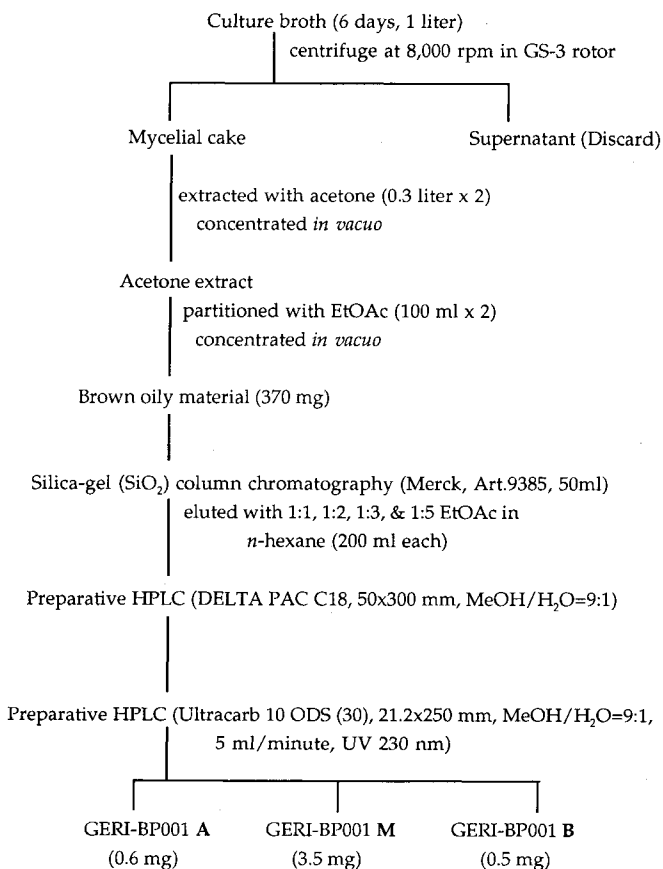 Culture broth (6 days, 1 liter)
centrifuge at 8,000 rpm in GS-3 rotor
Mycelial cake
Supernatant (Discard)
extracted with acetone (0.3 liter x 2)
concentrated in vacuo
Acetone extract
partitioned with EtOAc (100 ml x 2)
concentrated in vacuo
Brown oily material (370 mg)
Silica-gel (SiO₂) column chromatography (Merck, Art.9385, 50ml)
eluted with 1:1, 1:2, 1:3, & 1:5 EtOAc in
n-hexane (200 ml each)
Preparative HPLC (DELTA PAC C18, 50x300 mm, MeOH/H₂O=9:1)
Preparative HPLC (Ultracarb 10 ODS (30), 21.2x250 mm, MeOH/H₂O=9:1,
5 ml/minute, UV 230 nm)
GERI-BP001 A
(0.6 mg)
GERI-BP001 M
(3.5 mg)
GERI-BP001 B
(0.5 mg)